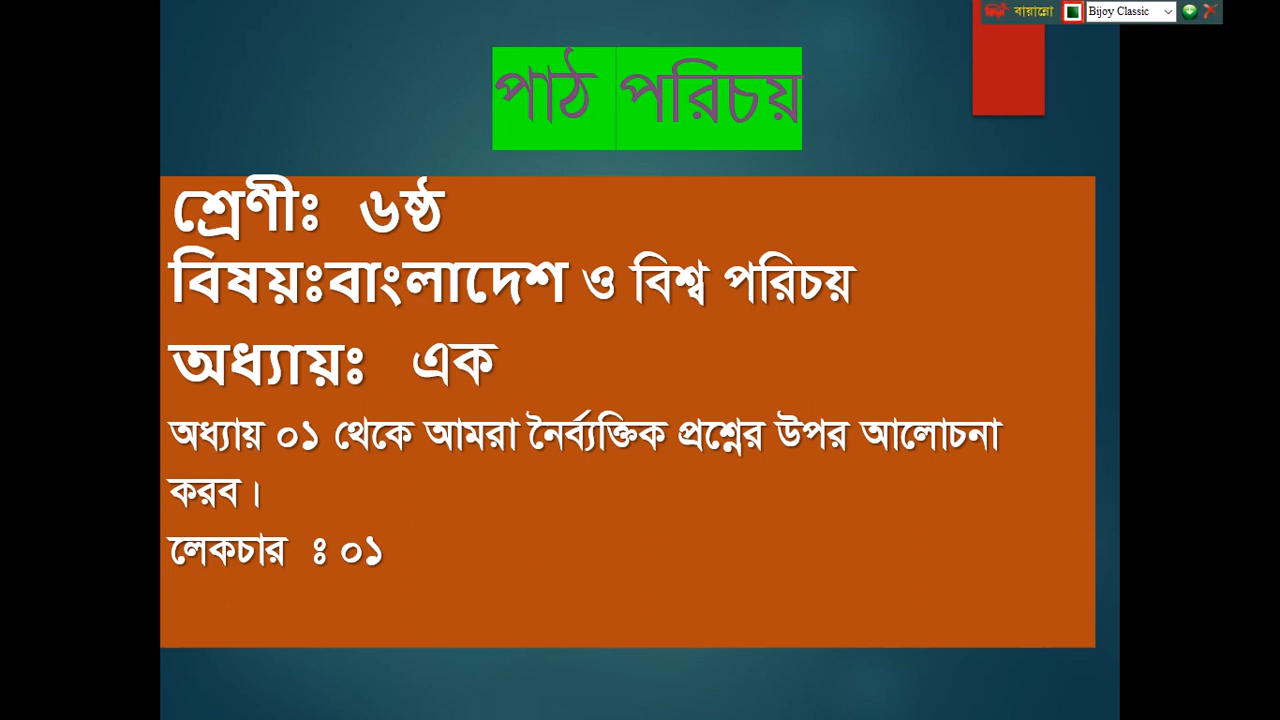 বায়ান্নো Bijoy Classic
পাঠ পরিচয়
শ্রেণীঃ ৬ষ্ঠ
বিষয়ঃবাংলাদেশ ও বিশ্ব পরিচয়
অধ্যায়ঃ এক
অধ্যায় ০১ থেকে আমরা নৈর্ব্যক্তিক প্রশ্নের উপর আলোচনা
করব।
লেকচার ঃ ০১